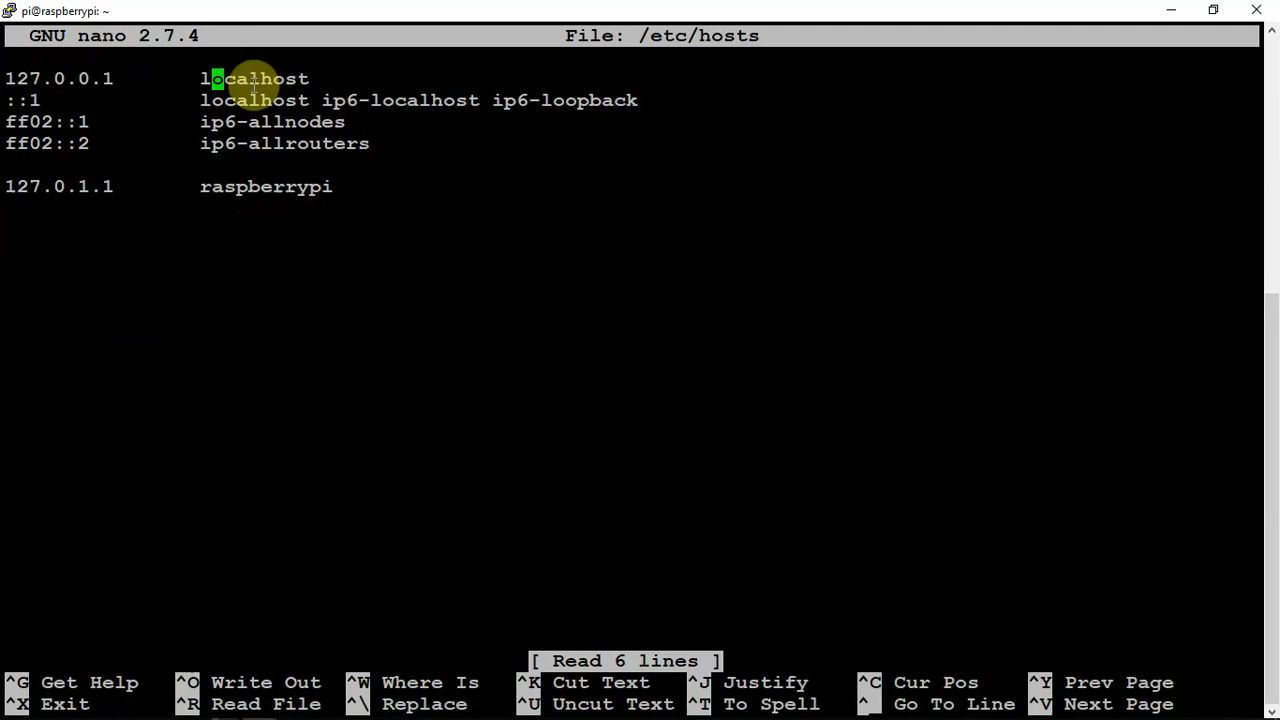 pi@raspberrypi: ~
GNU nano 2.7.4 File: /etc/hosts
127.0.0.1 localhost
::1 localhost ip6-localhost ip6-loopback
ff02::1 ip6-allnodes
ff02::2 ip6-allrouters
127.0.1.1 raspberrypi
[ Read 6 lines ]
^G Get Help ^O Write Out ^W Where Is ^K Cut Text ^J Justify ^C Cur Pos ^Y Prev Page
^X Exit ^R Read File ^\ Replace ^U Uncut Text ^T To Spell ^_ Go To Line ^V Next Page